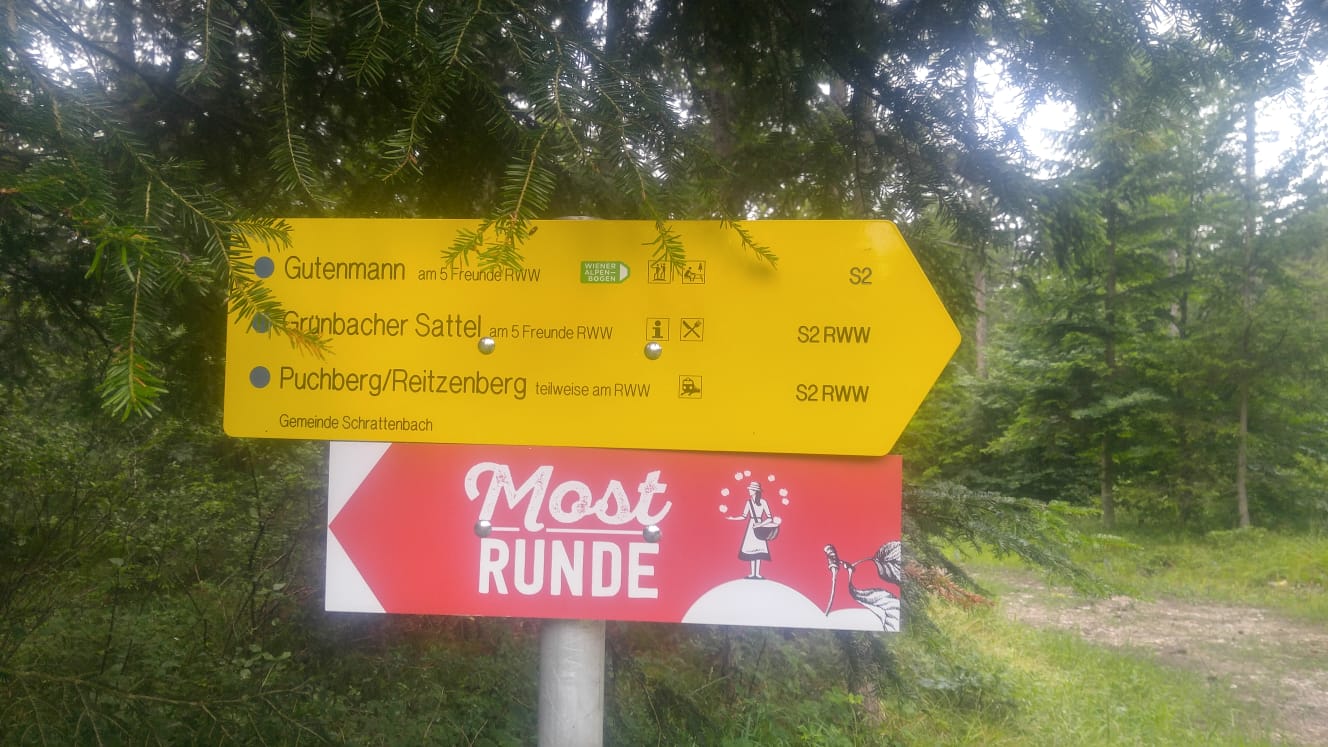 Gutenmann am 5 Freunde RWW WIENER ALPEN- BOGEN S2
Grünbacher Sattel am 5 Freunde RWW S2 RWW
Puchberg/Reitzenberg teilweise am RWW S2 RWW
Gemeinde Schrattenbach
Most
RUNDE